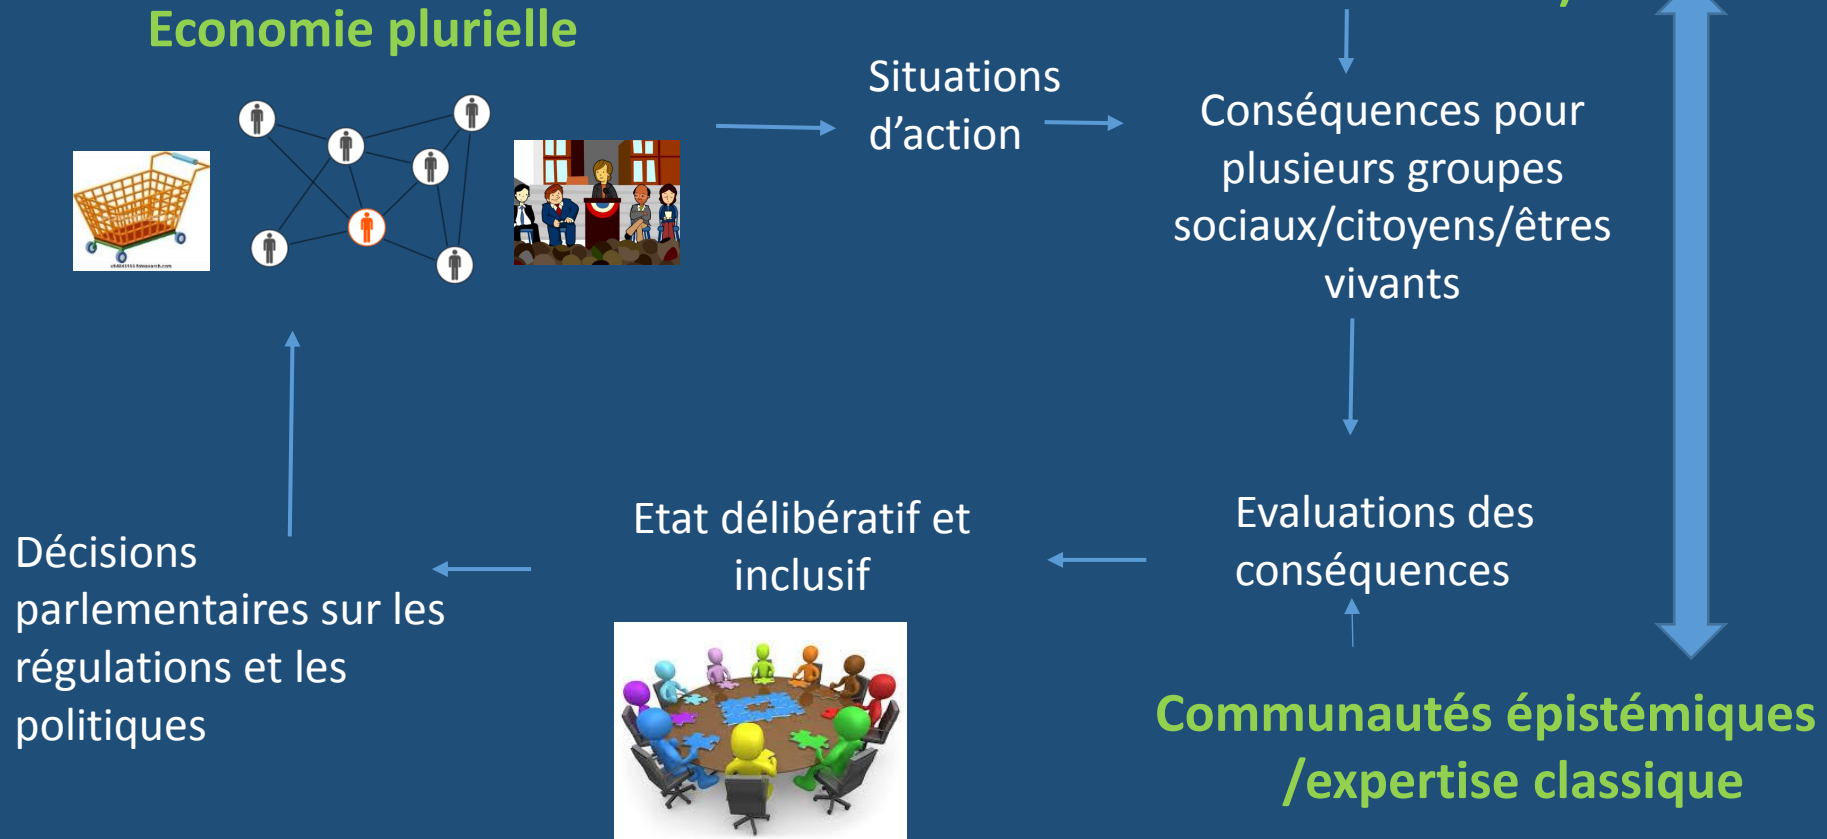 Economie plurielle
Situations
d’action
Conséquences pour
plusieurs groupes
sociaux/citoyens/êtres
vivants
Evaluations des
conséquences
Etat délibératif et
inclusif
Décisions
parlementaires sur les
régulations et les
politiques
Communautés épistémiques
/expertise classique